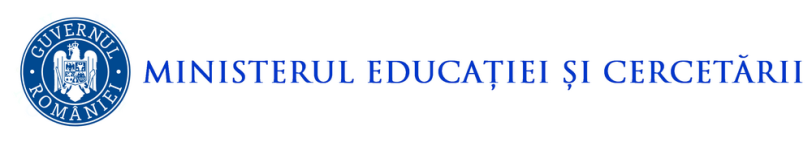 GUVERNUL ROMÂNIEI
MINISTERUL EDUCAȚIEI ȘI CERCETĂRII